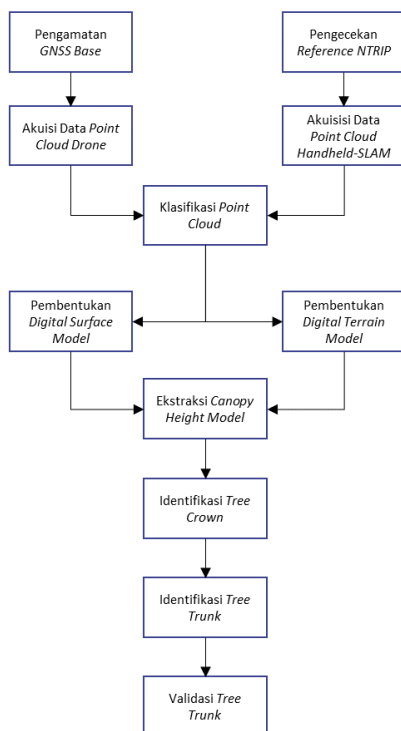 Pengamatan
GNSS Base
Pengecekan
Reference NTRIP
Akuisi Data Point
Cloud Drone
Akuisisi Data
Point Cloud
Handheld-SLAM
Klasifikasi Point
Cloud
Pembentukan
Digital Surface
Model
Pembentukan
Digital Terrain
Model
Ekstraksi Canopy
Height Model
Identifikasi Tree
Crown
Identifikasi Tree
Trunk
Validasi Tree
Trunk